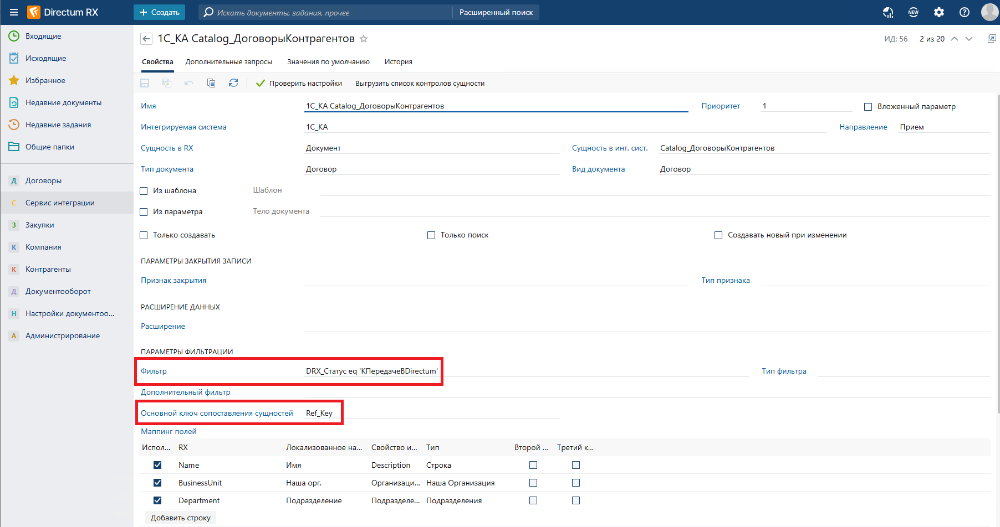 Directum RX
Создать
Искать документы, задания, прочее
Расширенный поиск
NEW
Входящие
Исходящие
Избранное
Недавние документы
Недавние задания
Общие папки
Д Договоры
С Сервис интеграции
З Закупки
К Компания
К Контрагенты
Д Документооборот
Н Настройки документоо...
А Администрирование
1С_КА Catalog_ДоговорыКонтрагентов
ИД: 56 2 из 20
Свойства Дополнительные запросы Значения по умолчанию История
Проверить настройки Выгрузить список контролов сущности
Имя 1С_КА Catalog_ДоговорыКонтрагентов Приоритет 1 Вложенный параметр
Интегрируемая система 1С_КА Направление Прием
Сущность в RX Документ Сущность в инт. сист. Catalog_ДоговорыКонтрагентов
Тип документа Договор Вид документа Договор
Из шаблона Шаблон
Из параметра Тело документа
Только создавать Только поиск Создавать новый при изменении
ПАРАМЕТРЫ ЗАКРЫТИЯ ЗАПИСИ
Признак закрытия Тип признака
РАСШИРЕНИЕ ДАННЫХ
Расширение
ПАРАМЕТРЫ ФИЛЬТРАЦИИ
Фильтр DRX_Статус eq 'КПередачеВDirectum' Тип фильтра
Дополнительный фильтр
Основной ключ сопоставления сущностей Ref_Key
Маппинг полей
Испол... RX Локализованное на... Свойство и... Тип Второй ... Третий к...
Name Имя Description Строка
BusinessUnit Наша орг. Организаци... Наша Организация
Department Подразделение Подразделе... Подразделения
Добавить строку